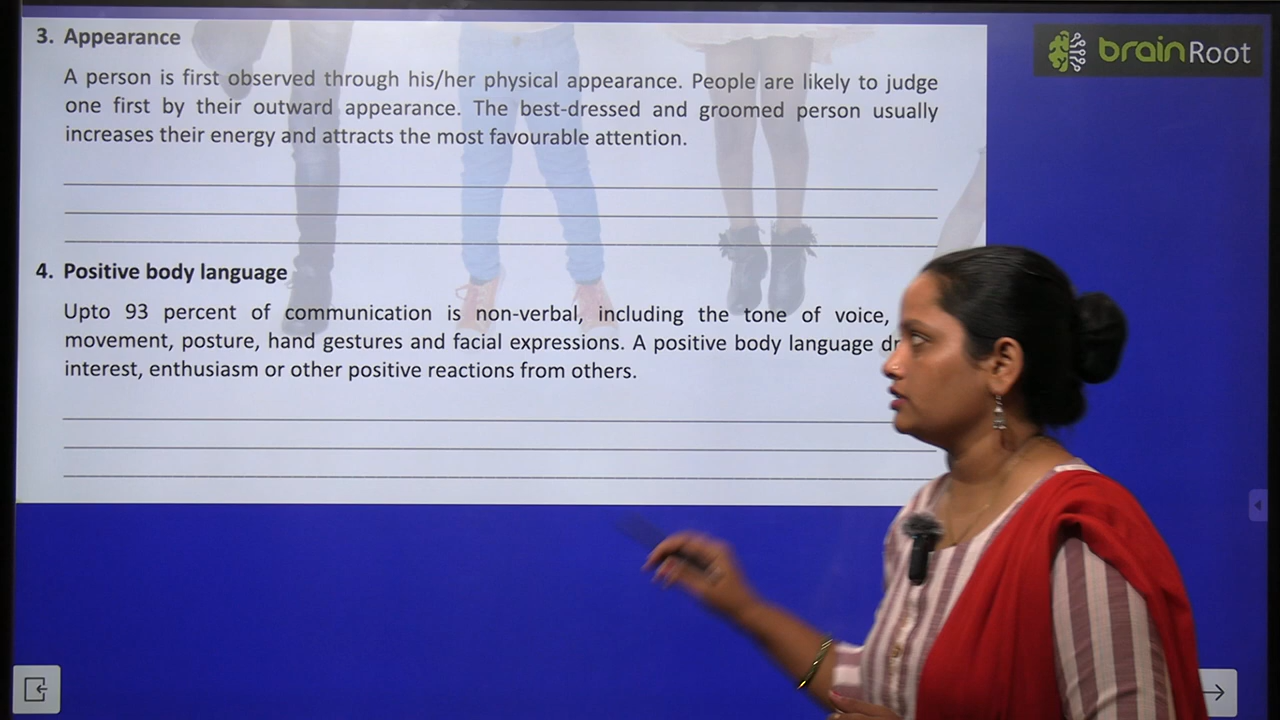 3. Appearance
A person is first observed through his/her physical appearance. People are likely to judge
one first by their outward appearance. The best-dressed and groomed person usually
increases their energy and attracts the most favourable attention.
4. Positive body language
Upto 93 percent of communication is non-verbal, including the tone of voice,
movement, posture, hand gestures and facial expressions. A positive body language
interest, enthusiasm or other positive reactions from others.
brainRoot